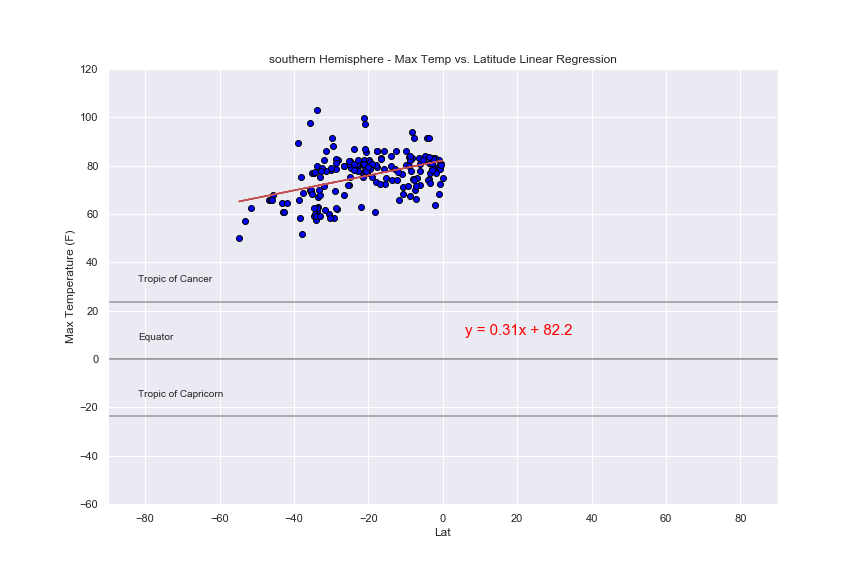 southern Hemisphere - Max Temp vs. Latitude Linear Regression
120
100
80
60
40
20
0
−20
−40
−60
Max Temperature (F)
Tropic of Cancer
Equator
Tropic of Capricorn
y = 0.31x + 82.2
−80 −60 −40 −20 0 20 40 60 80
Lat